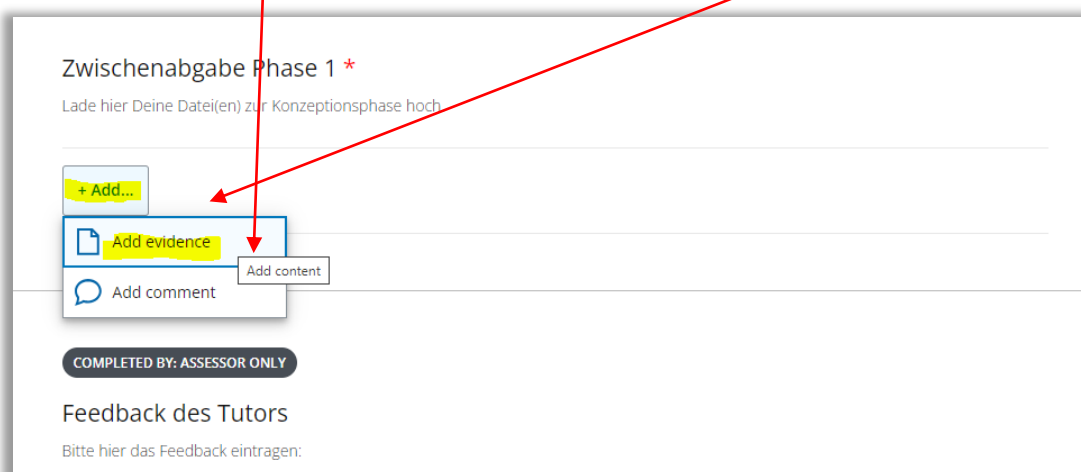 Zwischenabgabe Phase 1 *
Lade hier Deine Datei(en) zur Konzeptionsphase hoch
+ Add...
Add evidence
Add content
Add comment
COMPLETED BY: ASSESSOR ONLY
Feedback des Tutors
Bitte hier das Feedback eintragen: